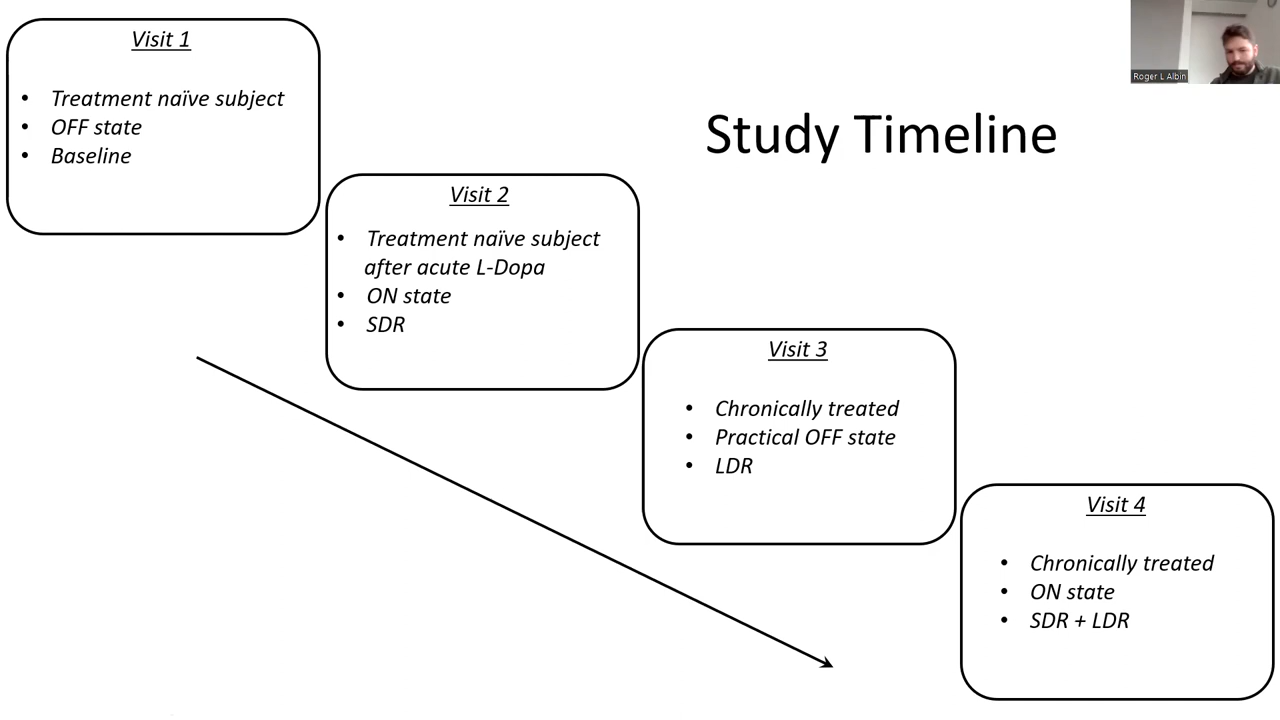 Visit 1
• Treatment naïve subject
• OFF state
• Baseline
Roger L Albin
Study Timeline
Visit 2
• Treatment naïve subject
after acute L-Dopa
• ON state
• SDR
Visit 3
• Chronically treated
• Practical OFF state
• LDR
Visit 4
• Chronically treated
• ON state
• SDR + LDR